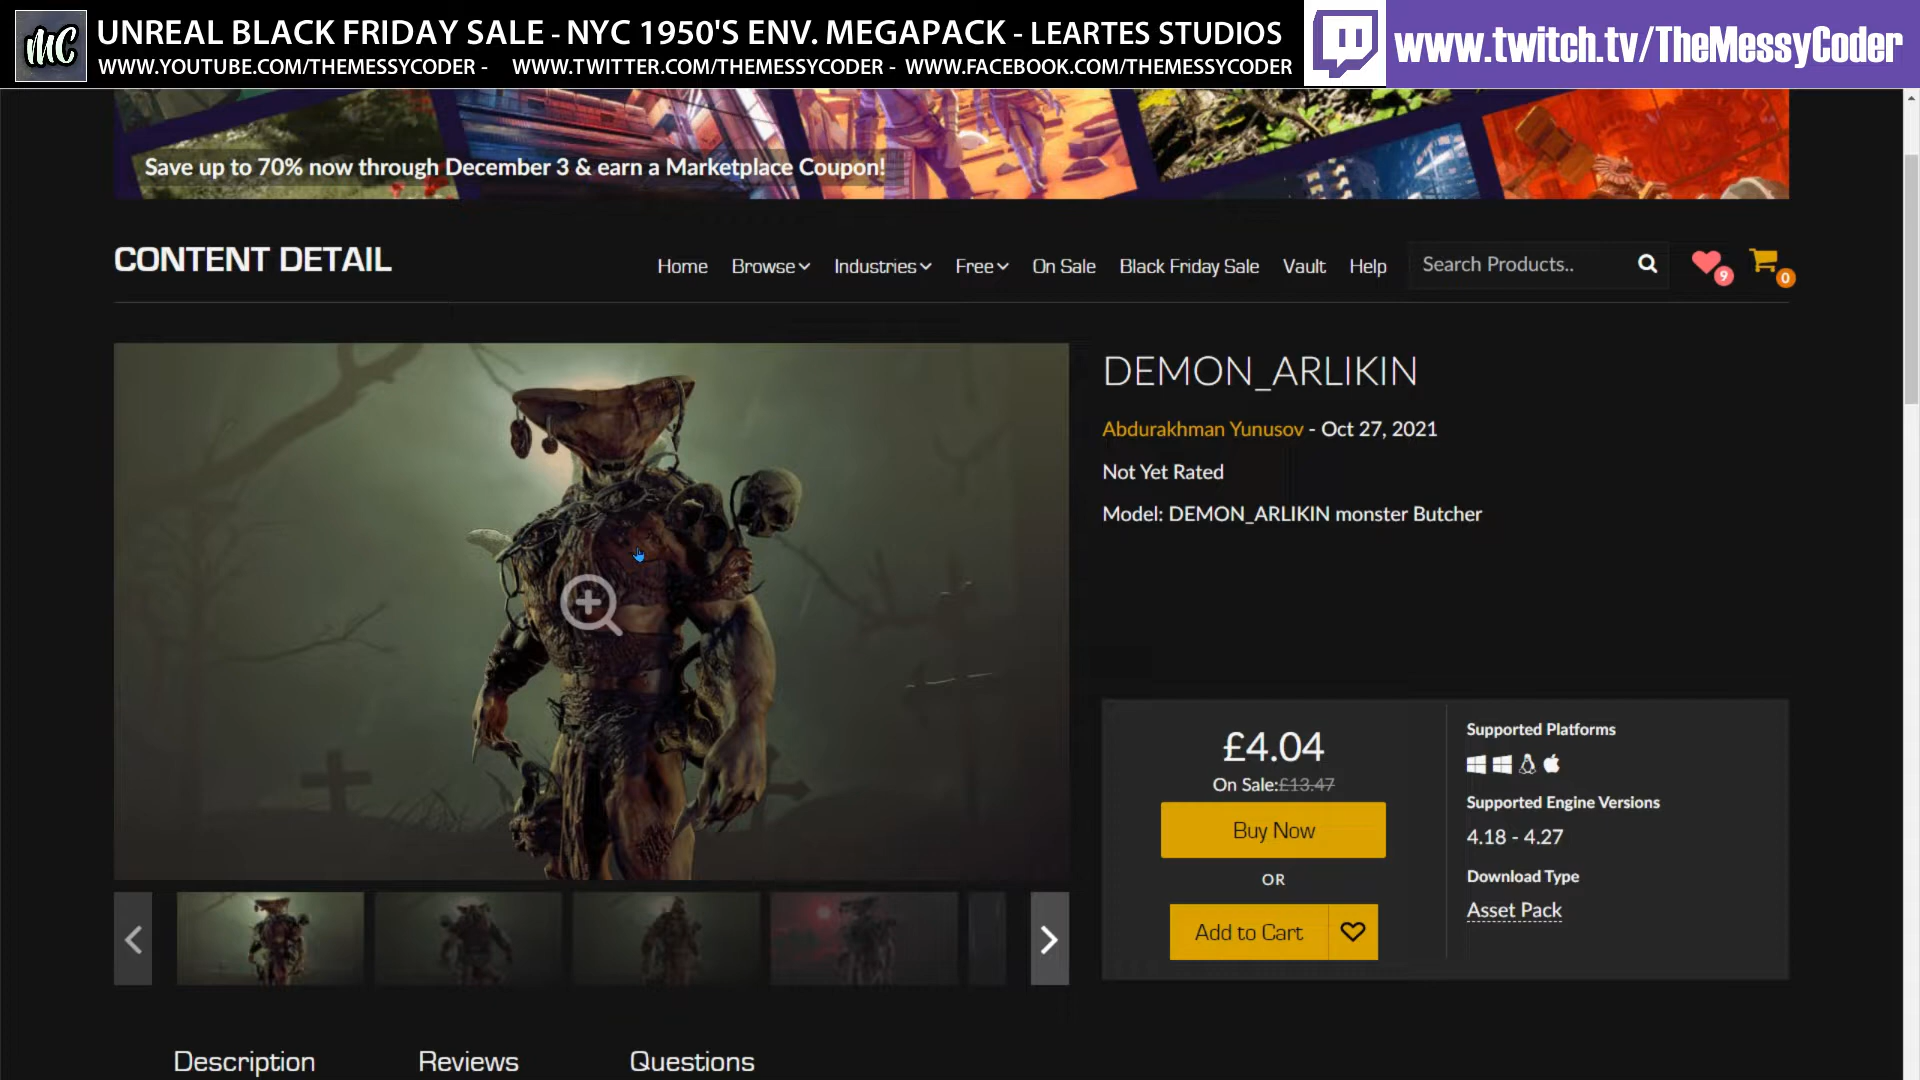 MC
UNREAL BLACK FRIDAY SALE - NYC 1950'S ENV. MEGAPACK - LEARTES STUDIOS
WWW.YOUTUBE.COM/THEMESSYCODER - WWW.TWITTER.COM/THEMESSYCODER - WWW.FACEBOOK.COM/THEMESSYCODER
www.twitch.tv/TheMessyCoder
Save up to 70% now through December 3 & earn a Marketplace Coupon!
CONTENT DETAIL
Home Browse Industries Free On Sale Black Friday Sale Vault Help Search Products.. 9 0
DEMON_ARLIKIN
Abdurakhman Yunusov - Oct 27, 2021
Not Yet Rated
Model: DEMON_ARLIKIN monster Butcher
£4.04
On Sale:£13.47
Buy Now
OR
Add to Cart
Supported Platforms
Supported Engine Versions
4.18 - 4.27
Download Type
Asset Pack
Description Reviews Questions